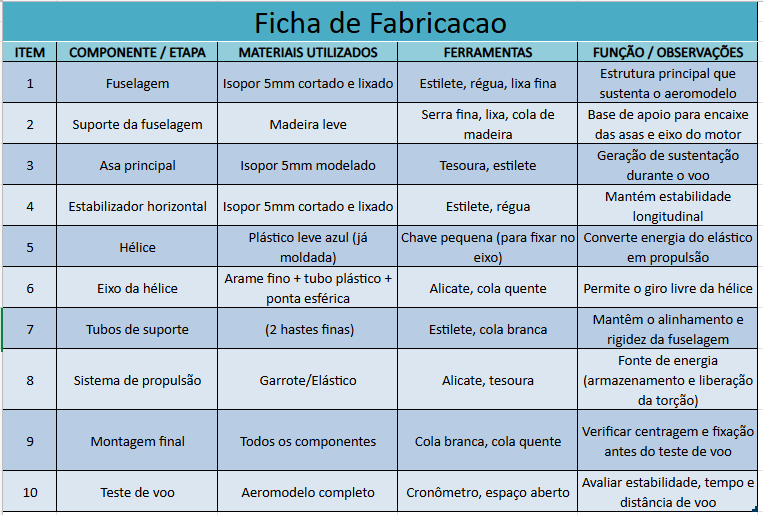 Ficha de Fabricacao
ITEM COMPONENTE / ETAPA MATERIAIS UTILIZADOS FERRAMENTAS FUNÇÃO / OBSERVAÇÕES
1 Fuselagem Isopor 5mm cortado e lixado Estilete, régua, lixa fina Estrutura principal que
sustenta o aeromodelo
2 Suporte da fuselagem Madeira leve Serra fina, lixa, cola de
madeira Base de apoio para encaixe
das asas e eixo do motor
3 Asa principal Isopor 5mm modelado Tesoura, estilete Geração de sustentação
durante o voo
4 Estabilizador horizontal Isopor 5mm cortado e lixado Estilete, régua Mantém estabilidade
longitudinal
5 Hélice Plástico leve azul (já
moldada) Chave pequena (para fixar no
eixo) Converte energia do elástico
em propulsão
6 Eixo da hélice Arame fino + tubo plástico +
ponta esférica Alicate, cola quente Permite o giro livre da hélice
7 Tubos de suporte (2 hastes finas) Estilete, cola branca Mantêm o alinhamento e
rigidez da fuselagem
8 Sistema de propulsão Garrote/Elástico Alicate, tesoura Fonte de energia
(armazenamento e liberação
da torção)
9 Montagem final Todos os componentes Cola branca, cola quente Verificar centragem e fixação
antes do teste de voo
10 Teste de voo Aeromodelo completo Cronômetro, espaço aberto Avaliar estabilidade, tempo e
distância de voo